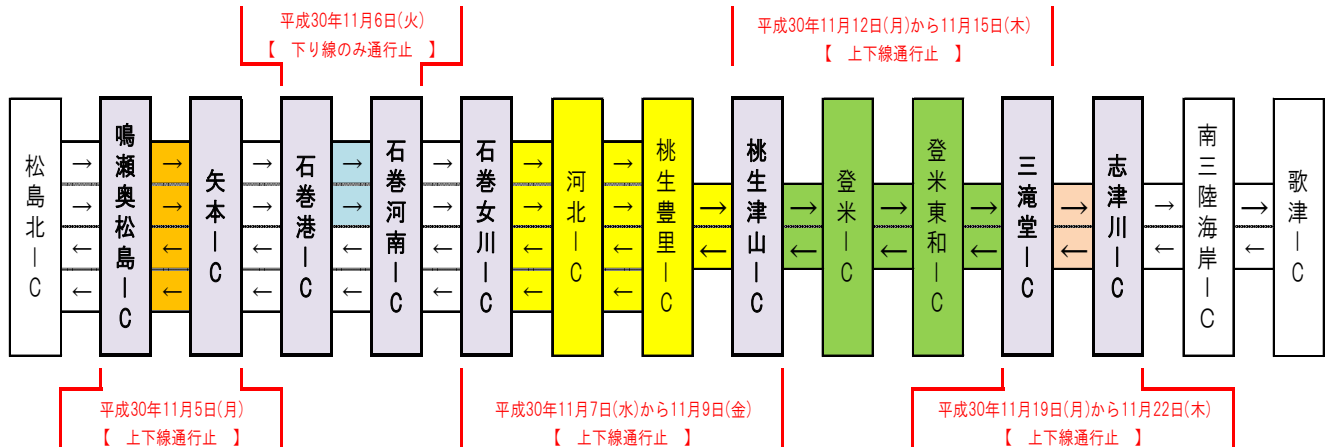 平成30年11月6日(火)
【 下り線のみ通行止 】
平成30年11月12日(月)から11月15日(木)
【 上下線通行止 】
松島北IC
→
→
←
←
鳴瀬奥松島IC
→
→
←
←
矢本IC
→
→
←
←
石巻港IC
→
→
←
←
石巻河南IC
→
→
←
←
石巻女川IC
→
→
←
←
河北IC
→
→
←
←
桃生豊里IC
→
←
桃生津山IC
→
←
登米IC
→
←
登米東和IC
→
←
三滝堂IC
→
←
志津川IC
→
←
南三陸海岸IC
→
←
歌津IC
平成30年11月5日(月)
【 上下線通行止 】
平成30年11月7日(水)から11月9日(金)
【 上下線通行止 】
平成30年11月19日(月)から11月22日(木)
【 上下線通行止 】